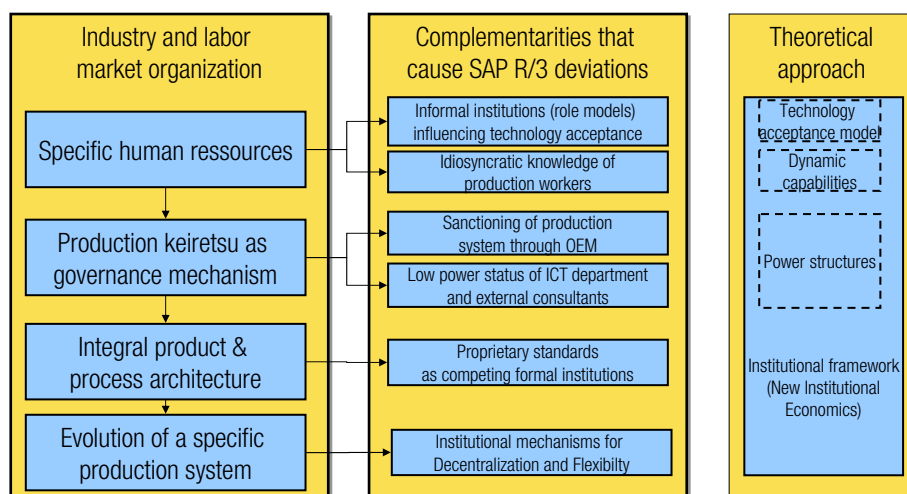 Industry and labor
market organization
Specific human ressources
Production keiretsu as
governance mechanism
Integral product &
process architecture
Evolution of a specific
production system
Complementarities that
cause SAP R/3 deviations
Informal institutions (role models)
influencing technology acceptance
Idiosyncratic knowledge of
production workers
Sanctioning of production
system through OEM
Low power status of ICT department
and external consultants
Proprietary standards
as competing formal institutions
Institutional mechanisms for
Decentralization and Flexibilty
Theoretical
approach
Technology
acceptance model
Dynamic
capabilities
Power structures
Institutional framework
(New Institutional
Economics)